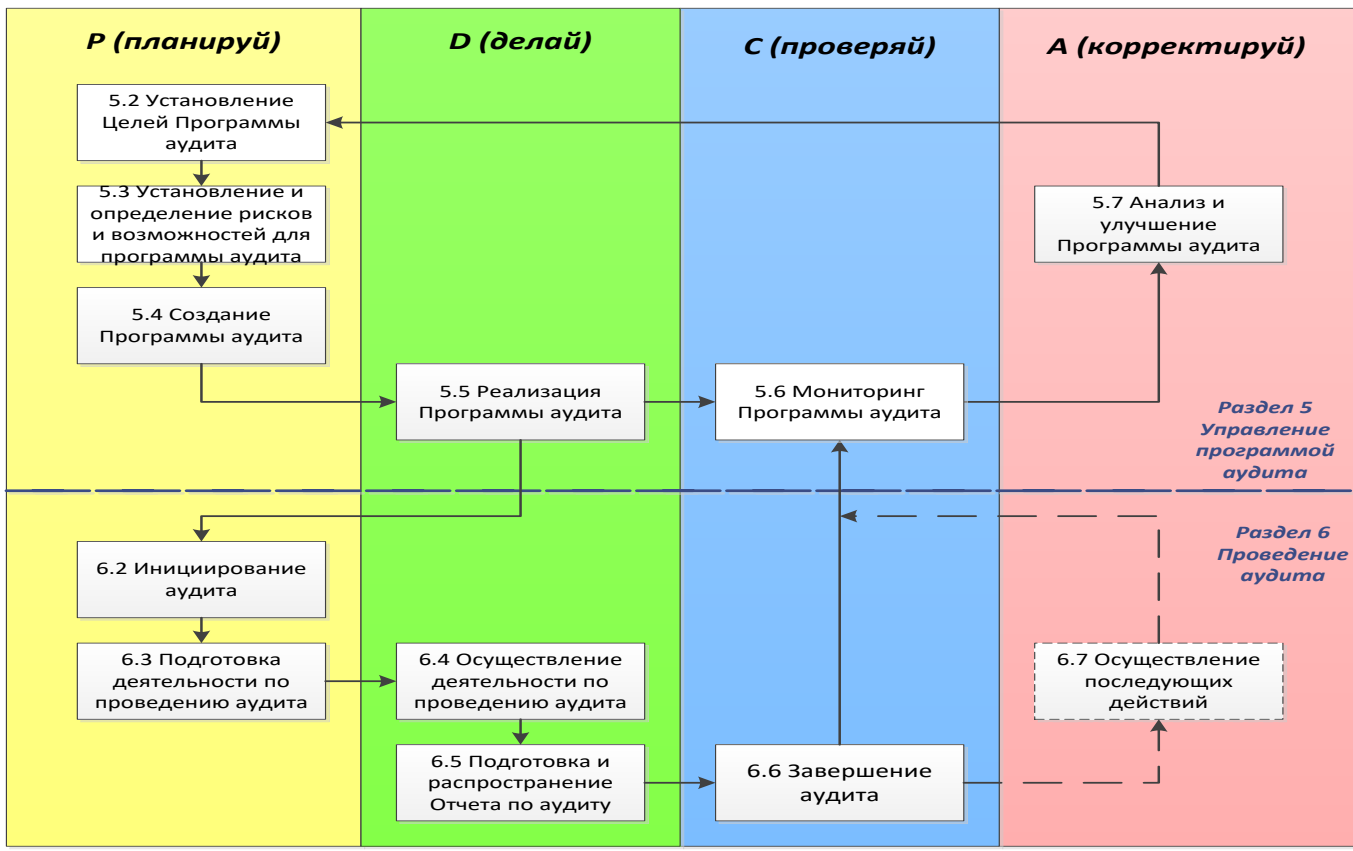 P (планируй)
D (делай)
C (проверяй)
A (корректируй)
5.2 Установление
Целей Программы
аудита
5.3 Установление и
определение рисков
и возможностей для
программы аудита
5.7 Анализ и
улучшение
Программы аудита
5.4 Создание
Программы аудита
5.5 Реализация
Программы аудита
5.6 Мониторинг
Программы аудита
Раздел 5
Управление
программой
аудита
Раздел 6
Проведение
аудита
6.2 Инициирование
аудита
6.3 Подготовка
деятельности по
проведению аудита
6.4 Осуществление
деятельности по
проведению аудита
6.7 Осуществление
последующих
действий
6.5 Подготовка и
распространение
Отчета по аудиту
6.6 Завершение
аудита